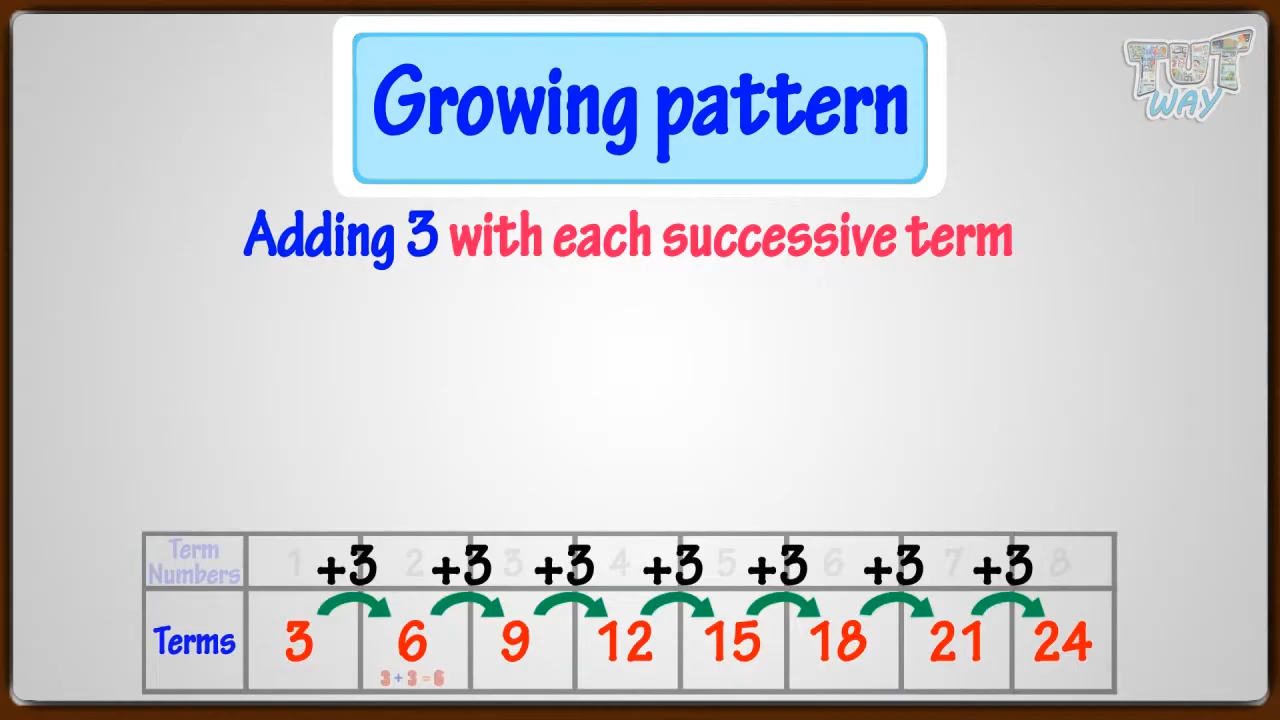 Growing pattern
TUT
WAY
Adding 3 with each successive term
Term Numbers 1 2 3 4 5 6 7 8
+3 +3 +3 +3 +3 +3 +3
Terms 3 6 9 12 15 18 21 24
3 + 3 = 6